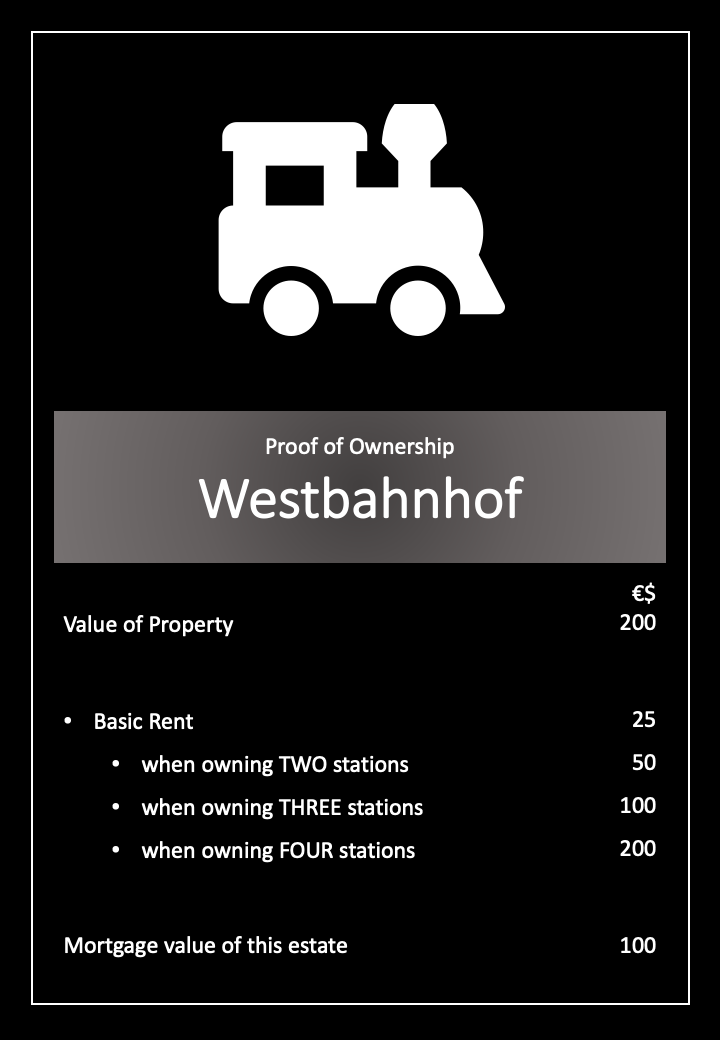 Proof of Ownership
Westbahnhof
€$
Value of Property 200
• Basic Rent 25
• when owning TWO stations 50
• when owning THREE stations 100
• when owning FOUR stations 200
Mortgage value of this estate 100